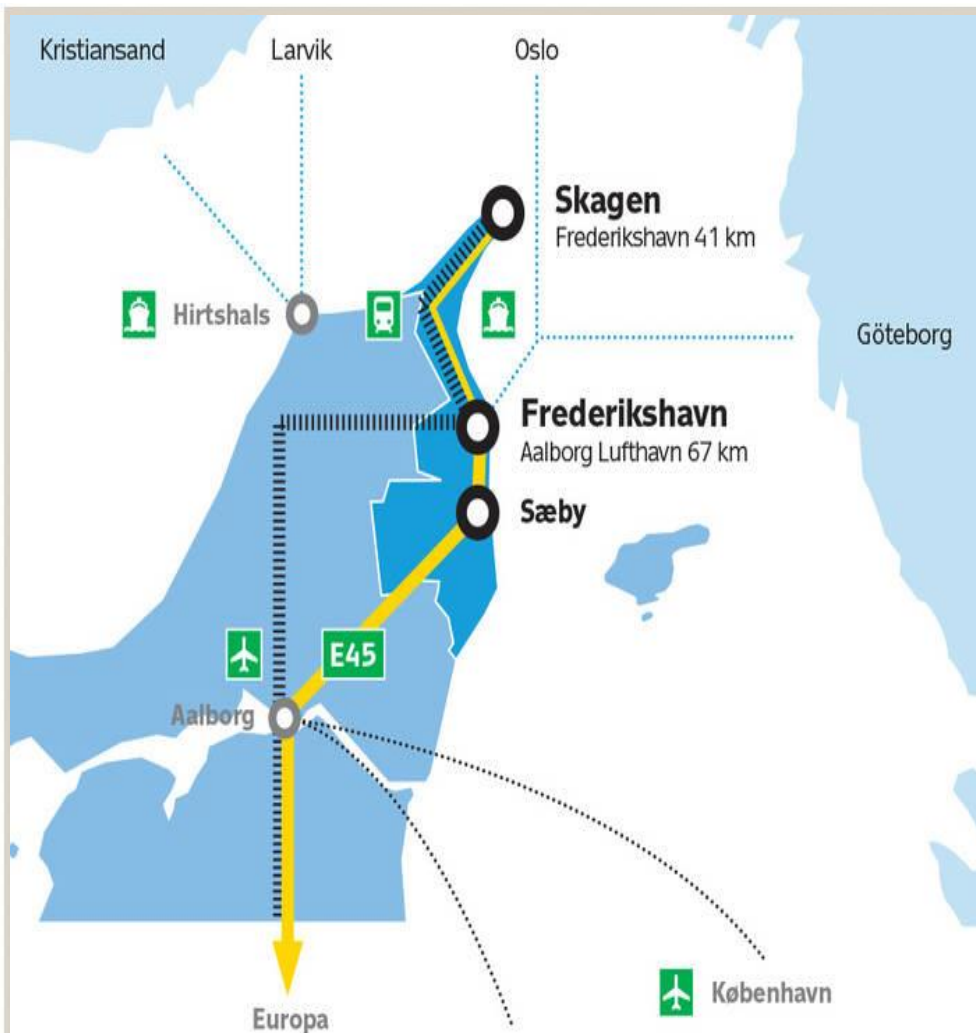 Kristiansand
Larvik
Oslo
Skagen
Frederikshavn 41 km
Hirtshals
Göteborg
Frederikshavn
Aalborg Lufthavn 67 km
Sæby
E45
Aalborg
København
Europa